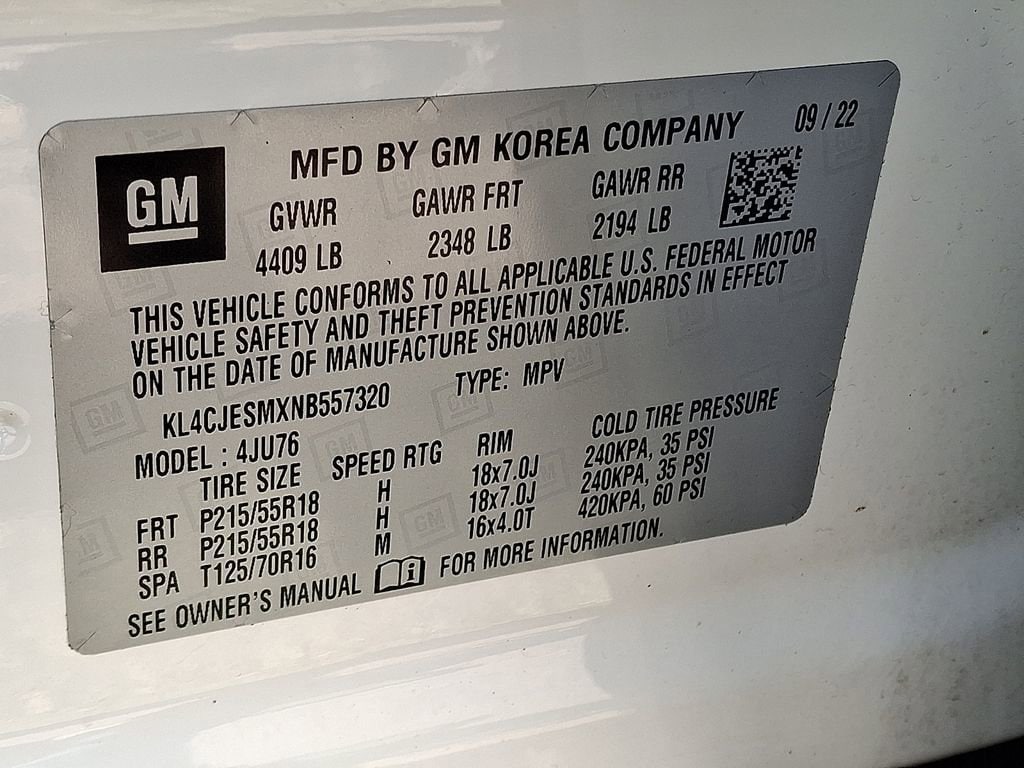 GM
MFD BY GM KOREA COMPANY 09/22
GVWR GAWR FRT GAWR RR
4409 LB 2348 LB 2194 LB
THIS VEHICLE CONFORMS TO ALL APPLICABLE U.S. FEDERAL MOTOR
VEHICLE SAFETY AND THEFT PREVENTION STANDARDS IN EFFECT
ON THE DATE OF MANUFACTURE SHOWN ABOVE.
KL4CJESMXNB557320 TYPE: MPV
MODEL : 4JU76
TIRE SIZE SPEED RTG RIM COLD TIRE PRESSURE
FRT P215/55R18 H 18x7.0J 240KPA, 35 PSI
RR P215/55R18 H 18x7.0J 240KPA, 35 PSI
SPA T125/70R16 M 16x4.0T 420KPA, 60 PSI
SEE OWNER'S MANUAL FOR MORE INFORMATION.